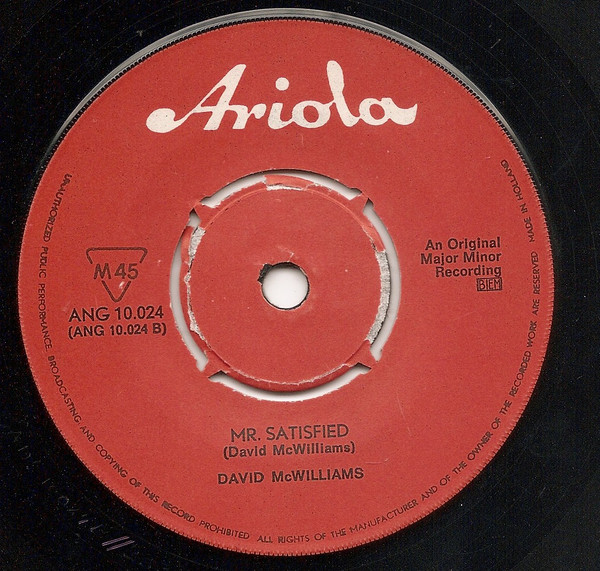 Ariola
M 45
ANG 10.024
(ANG 10.024 B)
An Original
Major Minor
Recording
BIEM
MR. SATISFIED
(David McWilliams)
DAVID McWILLIAMS
UNAUTHORIZED PUBLIC PERFORMANCE BROADCASTING AND COPYING OF THIS RECORD PROHIBITED ALL RIGHTS OF THE MANUFACTURER AND OF THE OWNER OF THE RECORDED WORK ARE RESERVED MADE IN HOLLAND